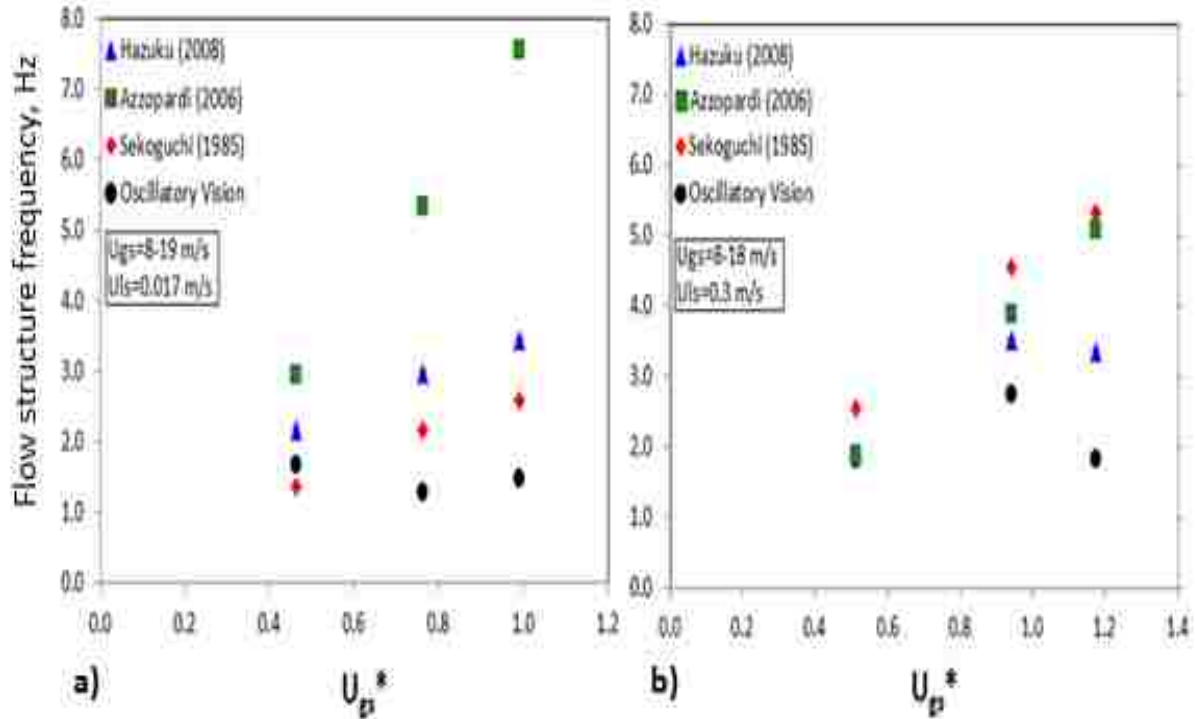 Flow structure frequency, Hz
8.0
7.0
6.0
5.0
4.0
3.0
2.0
1.0
0.0
Hazuku (2008)
Azzopardi (2006)
Sekoguchi (1985)
Oscillatory Vision
Ugs=8-19 m/s
Uls=0.017 m/s
0.0 0.2 0.4 0.6 0.8 1.0 1.2
a)
Ugs*
8.0
7.0
6.0
5.0
4.0
3.0
2.0
1.0
0.0
Hazuku (2008)
Azzopardi (2006)
Sekoguchi (1985)
Oscillatory Vision
Ugs=8-18 m/s
Uls=0.3 m/s
0.0 0.2 0.4 0.6 0.8 1.0 1.2 1.4
b)
Ugs*